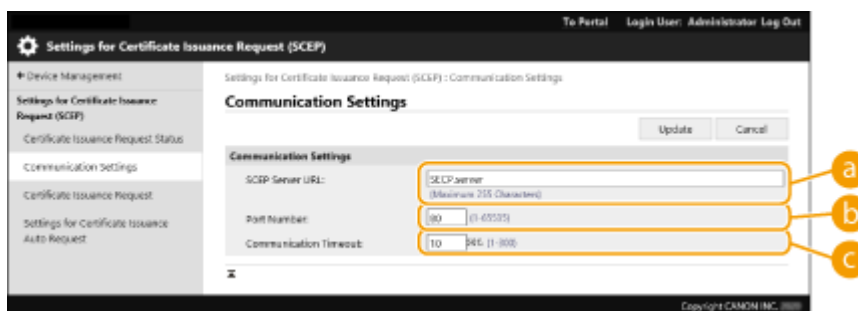 To Portal Login User: Administrator Log Out
Settings for Certificate Issuance Request (SCEP)
Device Management
Settings for Certificate Issuance Request (SCEP) : Communication Settings
Settings for Certificate Issuance
Request (SCEP)
Communication Settings
Update Cancel
Certificate Issuance Request Status
Communication Settings
Communication Settings
SCEP Server URL:
SECP.server
(Maximum 255 Characters)
a
Certificate Issuance Request
Port Number:
80
(1-65535)
b
Settings for Certificate Issuance
Auto Request
Communication Timeout:
10
sec. (1-300)
c
Copyright CANON INC.